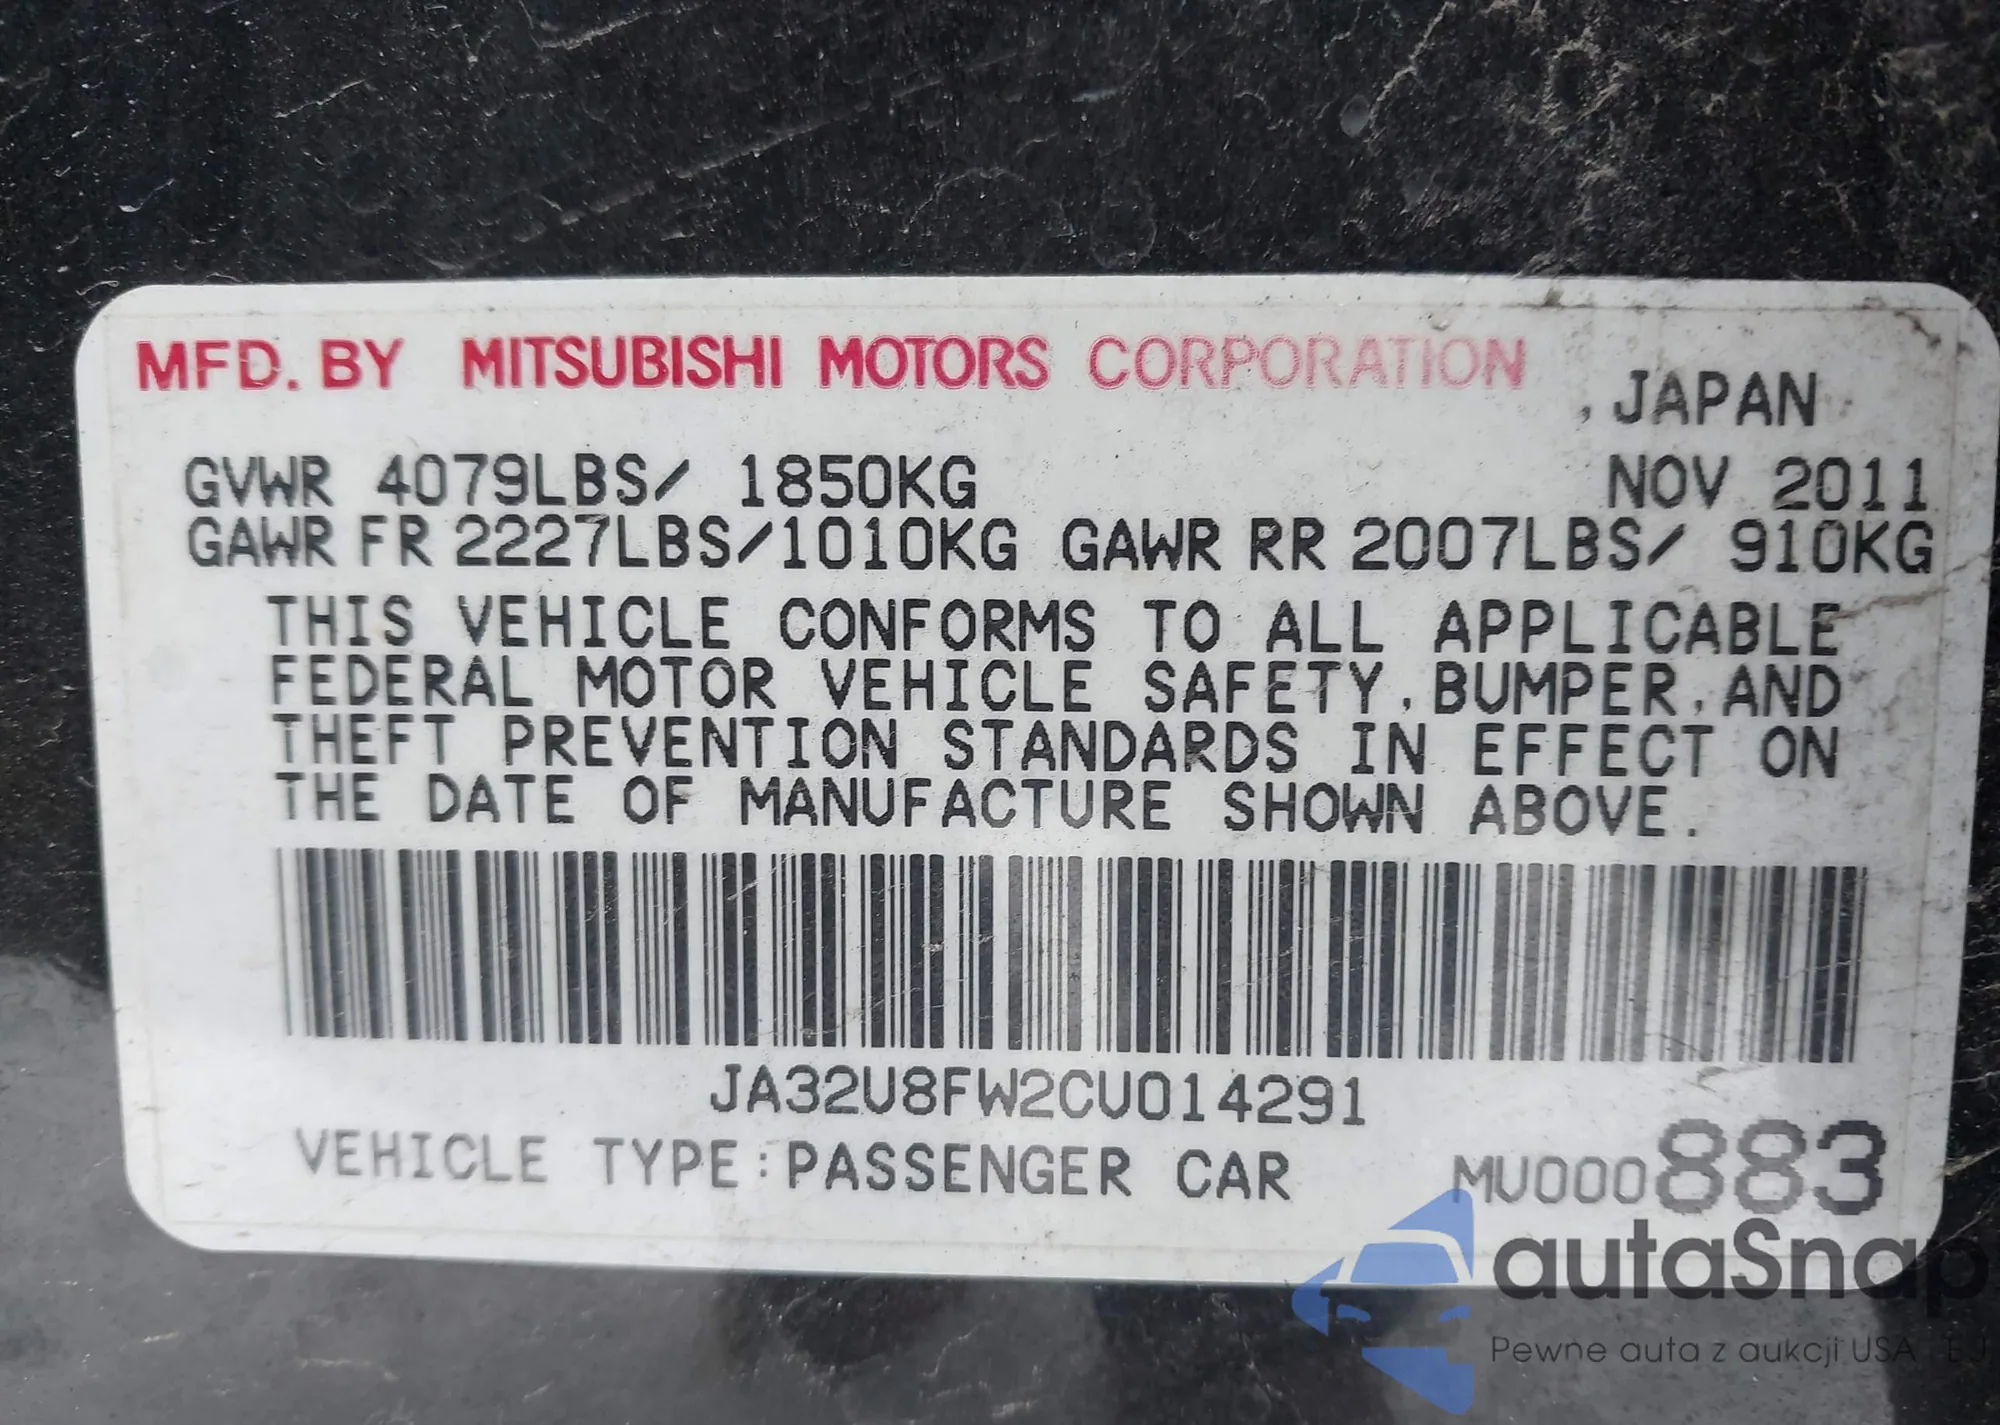 MFD. BY MITSUBISHI MOTORS CORPORATION
, JAPAN
GVWR 4079LBS/ 1850KG NOV 2011
GAWR FR 2227LBS/1010KG GAWR RR 2007LBS/ 910KG
THIS VEHICLE CONFORMS TO ALL APPLICABLE
FEDERAL MOTOR VEHICLE SAFETY, BUMPER, AND
THEFT PREVENTION STANDARDS IN EFFECT ON
THE DATE OF MANUFACTURE SHOWN ABOVE.
JA32U8FW2CU014291
VEHICLE TYPE: PASSENGER CAR MU000883
autaSnap
Pewne auta z aukcji USA i EU